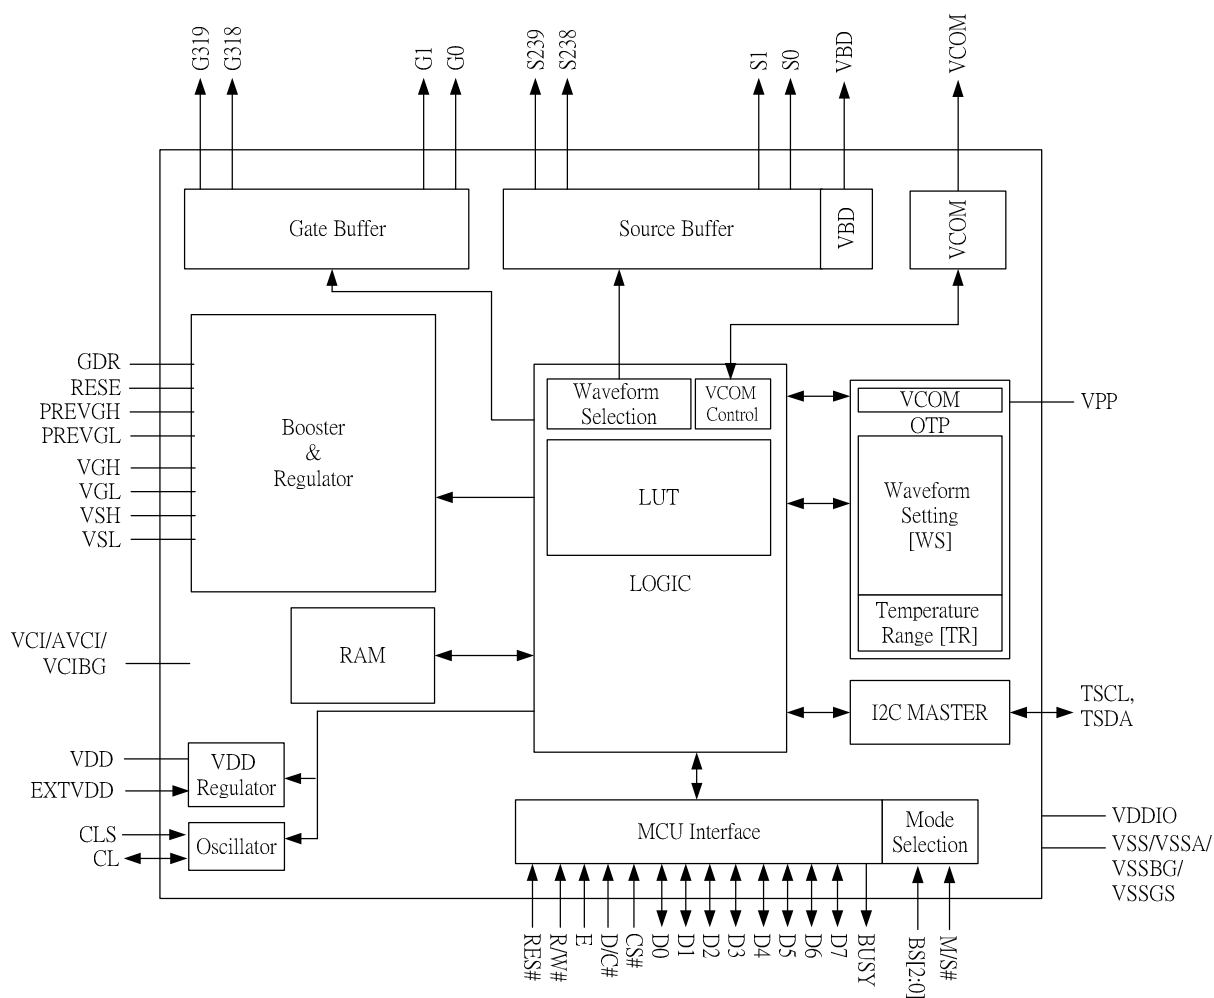 G319
G318
G1
G0
S239
S238
S1
S0
VBD
VCOM
Gate Buffer
Source Buffer
VBD
VCOM
GDR
RESE
PREVGH
PREVGL
VGH
VGL
VSH
VSL
Booster
&
Regulator
Waveform
Selection
VCOM
Control
LUT
LOGIC
VCOM
OTP
Waveform
Setting
[WS]
Temperature
Range [TR]
VPP
VCI/AVCI/
VCIBG
RAM
I2C MASTER
TSCL,
TSDA
VDD
EXTVDD
VDD
Regulator
CLS
CL
Oscillator
MCU Interface
Mode
Selection
VDDIO
VSS/VSSA/
VSSBG/
VSSGS
RES#
R/W#
E
D/C#
CS#
D0
D1
D2
D3
D4
D5
D6
D7
BUSY
BS[2:0]
M/S#